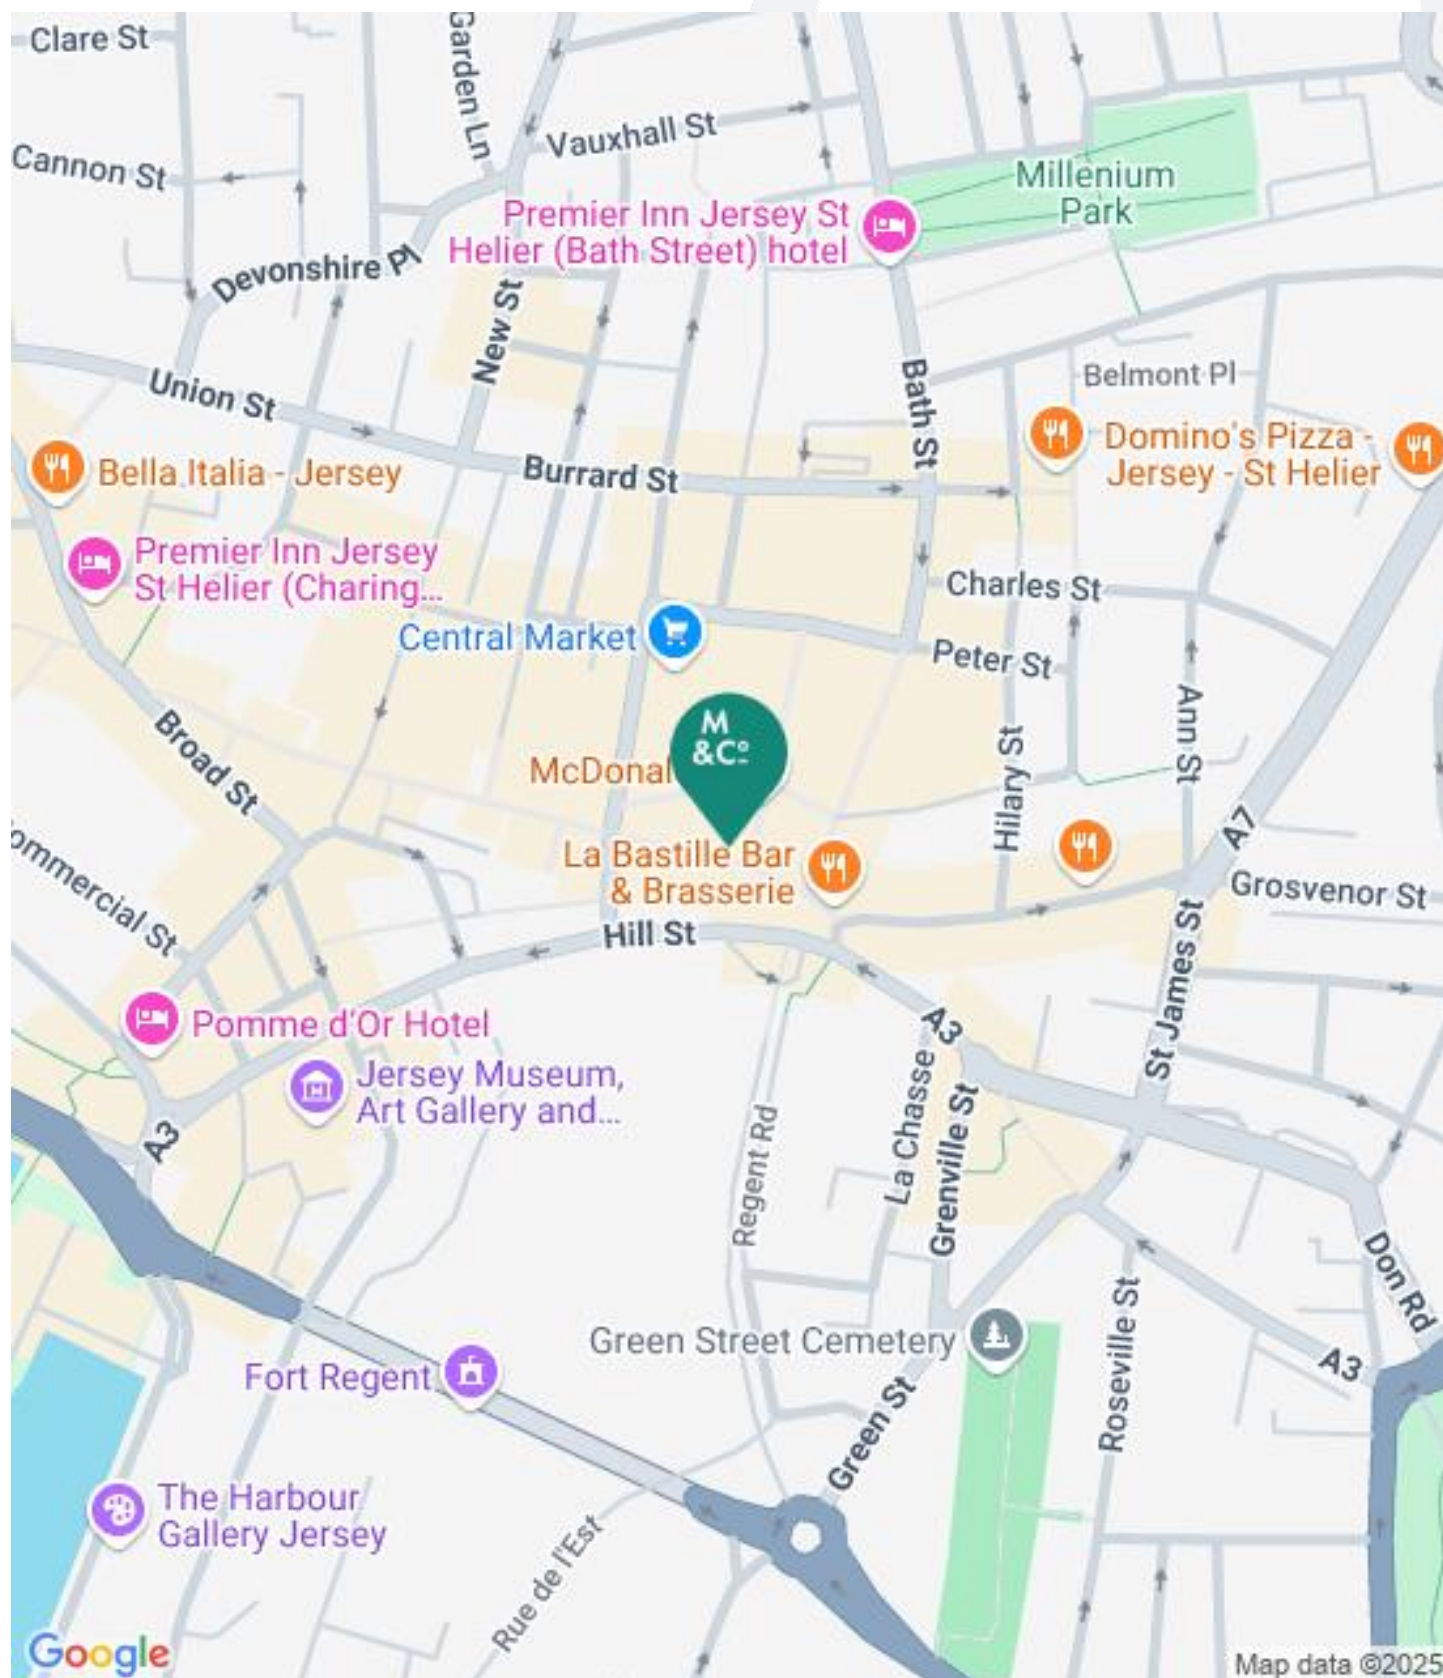 Clare St
Garden Ln
Vauxhall St
Cannon St
Millenium
Park
Premier Inn Jersey St
Helier (Bath Street) hotel
Devonshire Pl
New St
Union St
Bath St
Belmont Pl
Domino's Pizza -
Jersey - St Helier
Bella Italia - Jersey
Burrard St
Premier Inn Jersey
St Helier (Charing...
Charles St
Central Market
Peter St
Ann St
M
&Cº
McDonal
Broad St
Hilary St
A7
La Bastille Bar
& Brasserie
ommercial St
Grosvenor St
Hill St
St James St
Pomme d'Or Hotel
A3
Jersey Museum,
Art Gallery and...
La Chasse
Grenville St
A3
Regent Rd
Don Rd
Roseville St
Green Street Cemetery
A3
Fort Regent
Green St
The Harbour
Gallery Jersey
Rue de l'Est
Google
Map data ©2025